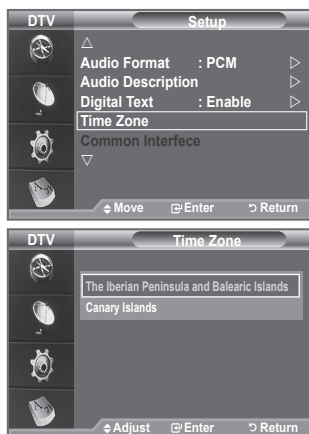 DTV Setup
△
Audio Format : PCM ▷
Audio Description ▷
Digital Text : Enable ▷
Time Zone
Common Interfece
▽
Move Enter Return
DTV Time Zone
The Iberian Peninsula and Balearic Islands
Canary Islands
Adjust Enter Return